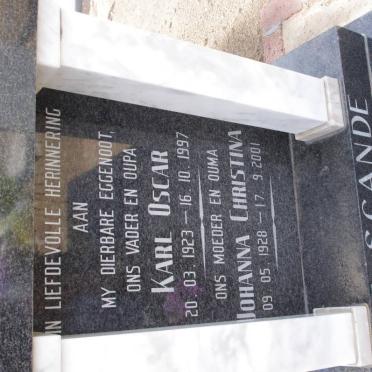 IN LIEFDEVOLLE HERINNERING
AAN
MY DIERBARE EGGENOOT,
ONS VADER EN OUPA
KARL OSCAR
20. 03. 1923 — 16. 10. 1997
ONS MOEDER EN OUMA
JOHANNA CHRISTINA
09. 05. 1928 — 17. 9. 2001